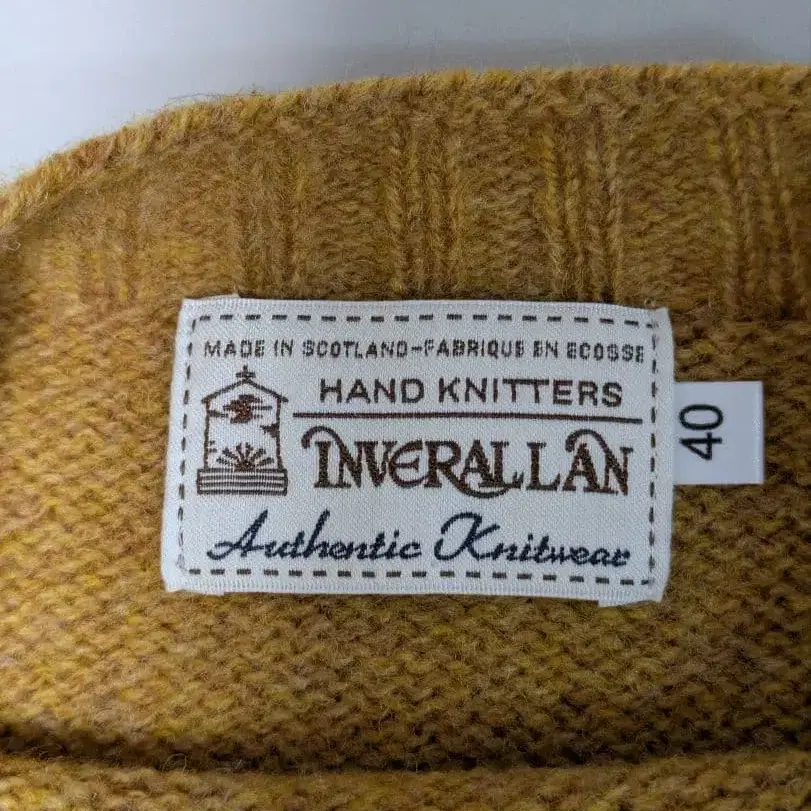 MADE IN SCOTLAND-FABRIQUE EN ECOSSE
HAND KNITTERS
INVERALLAN
Authentic Knitwear
40